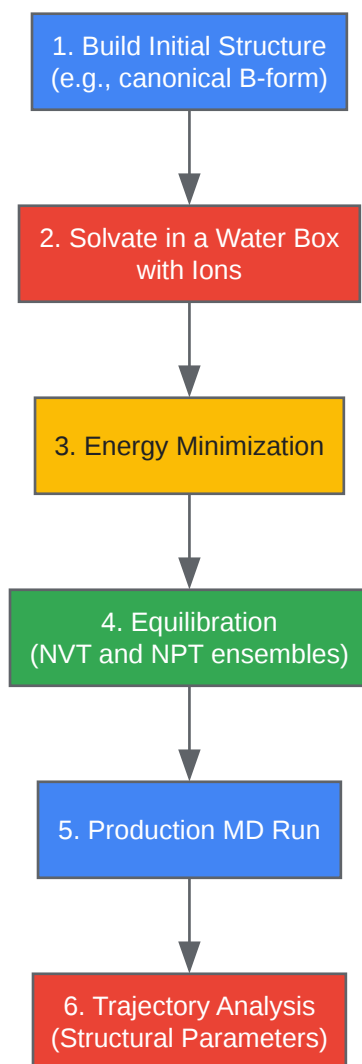 1. Build Initial Structure
(e.g., canonical B-form)
2. Solvate in a Water Box
with Ions
3. Energy Minimization
4. Equilibration
(NVT and NPT ensembles)
5. Production MD Run
6. Trajectory Analysis
(Structural Parameters)